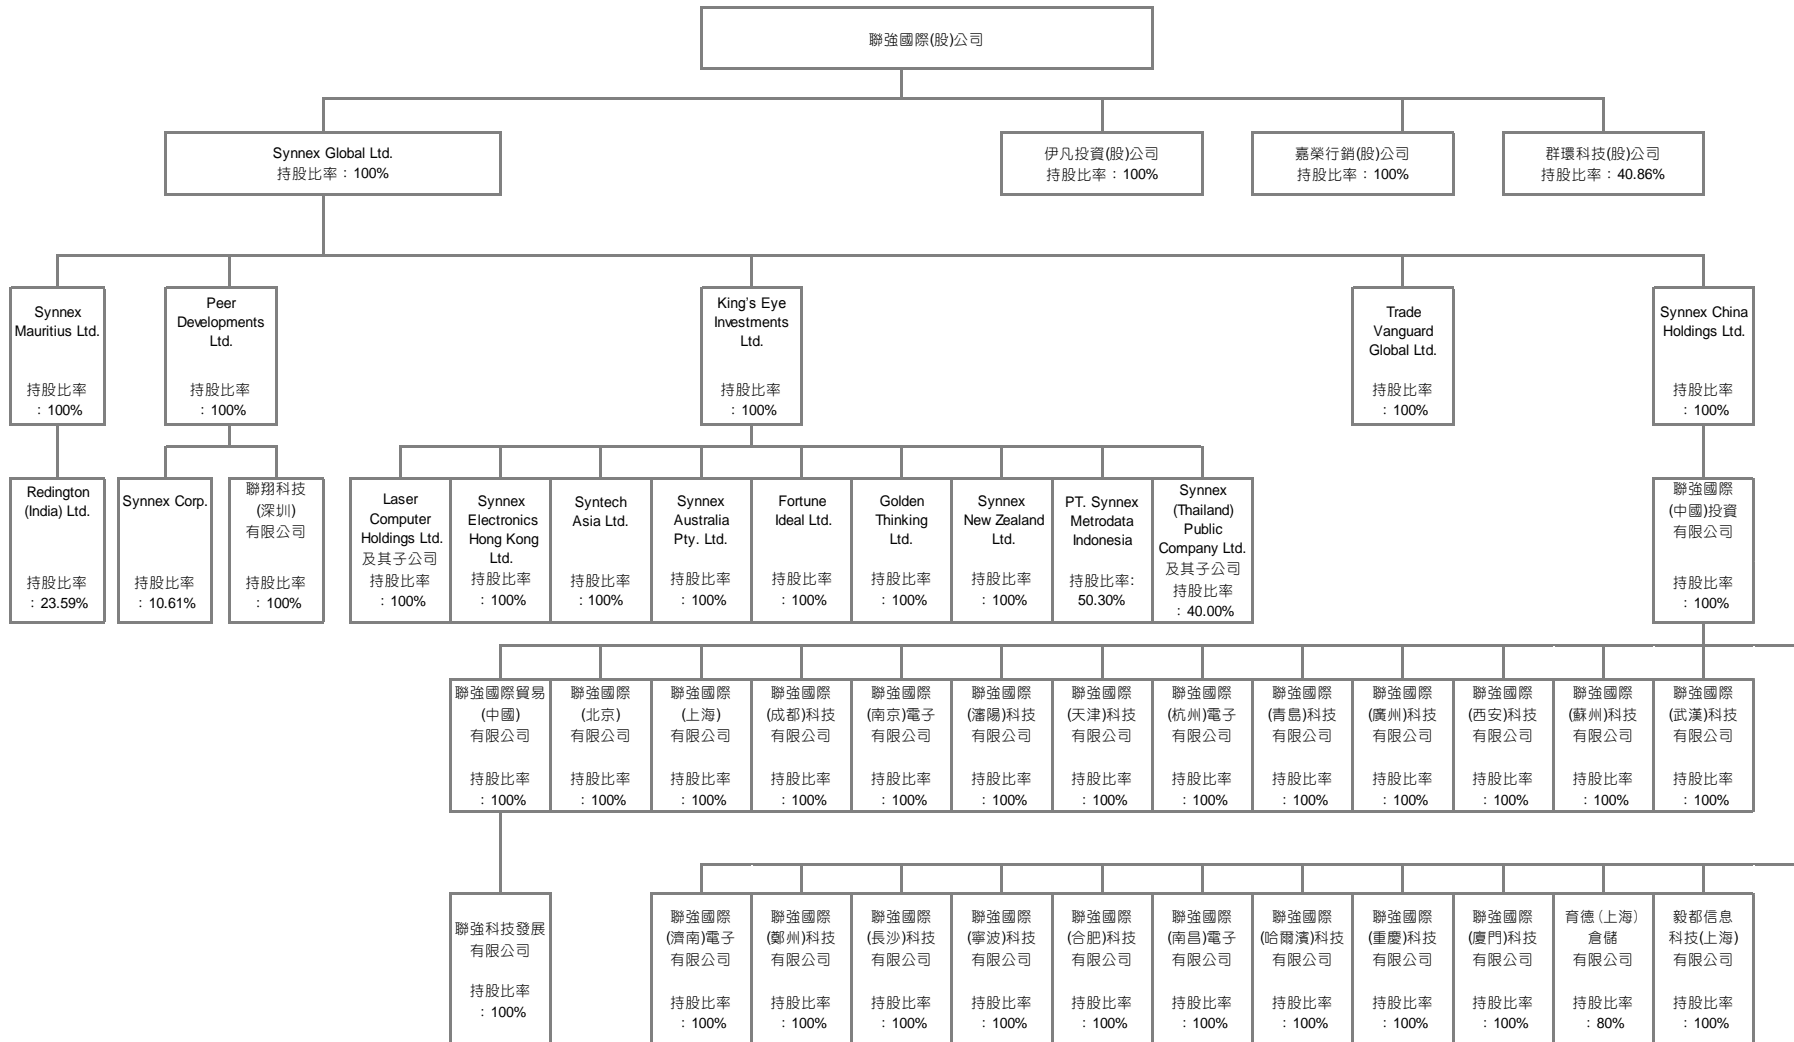 聯強國際(股)公司
Synnex Global Ltd.
持股比率：100%
伊凡投資(股)公司
持股比率：100%
嘉榮行銷(股)公司
持股比率：100%
群環科技(股)公司
持股比率：40.86%
Synnex
Mauritius Ltd.
持股比率
：100%
Peer
Developments
Ltd.
持股比率
：100%
King's Eye
Investments
Ltd.
持股比率
：100%
Trade
Vanguard
Global Ltd.
持股比率
：100%
Synnex China
Holdings Ltd.
持股比率
：100%
Redington
(India) Ltd.
持股比率
：23.59%
Synnex Corp.
持股比率
：10.61%
聯翔科技
(深圳)
有限公司
持股比率
：100%
Laser
Computer
Holdings Ltd.
及其子公司
持股比率
：100%
Synnex
Electronics
Hong Kong
Ltd.
持股比率
：100%
Syntech
Asia Ltd.
持股比率
：100%
Synnex
Australia
Pty. Ltd.
持股比率
：100%
Fortune
Ideal Ltd.
持股比率
：100%
Golden
Thinking
Ltd.
持股比率
：100%
Synnex
New Zealand
Ltd.
持股比率
：100%
PT. Synnex
Metrodata
Indonesia
持股比率:
50.30%
Synnex
(Thailand)
Public
Company Ltd.
及其子公司
持股比率
：40.00%
聯強國際
(中國)投資
有限公司
持股比率
：100%
聯強國際貿易
(中國)
有限公司
持股比率
：100%
聯強國際
(北京)
有限公司
持股比率
：100%
聯強國際
(上海)
有限公司
持股比率
：100%
聯強國際
(成都)科技
有限公司
持股比率
：100%
聯強國際
(南京)電子
有限公司
持股比率
：100%
聯強國際
(瀋陽)科技
有限公司
持股比率
：100%
聯強國際
(天津)科技
有限公司
持股比率
：100%
聯強國際
(杭州)電子
有限公司
持股比率
：100%
聯強國際
(青島)科技
有限公司
持股比率
：100%
聯強國際
(廣州)科技
有限公司
持股比率
：100%
聯強國際
(西安)科技
有限公司
持股比率
：100%
聯強國際
(蘇州)科技
有限公司
持股比率
：100%
聯強國際
(武漢)科技
有限公司
持股比率
：100%
聯強科技發展
有限公司
持股比率
：100%
聯強國際
(濟南)電子
有限公司
持股比率
：100%
聯強國際
(鄭州)科技
有限公司
持股比率
：100%
聯強國際
(長沙)科技
有限公司
持股比率
：100%
聯強國際
(寧波)科技
有限公司
持股比率
：100%
聯強國際
(合肥)科技
有限公司
持股比率
：100%
聯強國際
(南昌)電子
有限公司
持股比率
：100%
聯強國際
(哈爾濱)科技
有限公司
持股比率
：100%
聯強國際
(重慶)科技
有限公司
持股比率
：100%
聯強國際
(廈門)科技
有限公司
持股比率
：100%
育德(上海)
倉儲
有限公司
持股比率
：80%
毅都信息
科技(上海)
有限公司
持股比率
：100%